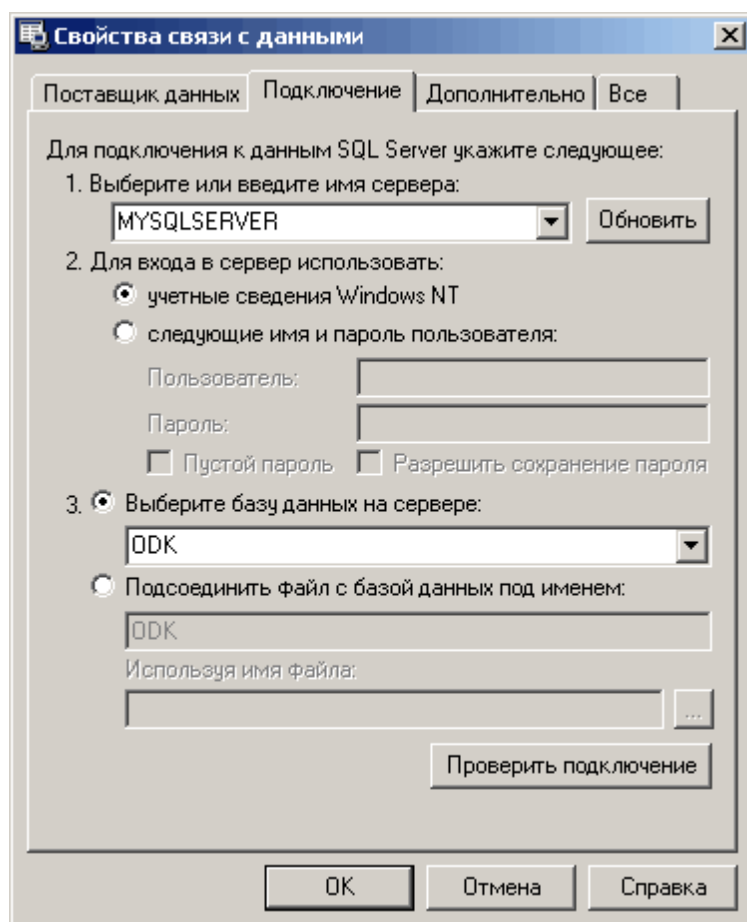 Свойства связи с данными
Поставщик данных Подключение Дополнительно Все
Для подключения к данным SQL Server укажите следующее:
1. Выберите или введите имя сервера:
MYSQLSERVER Обновить
2. Для входа в сервер использовать:
учетные сведения Windows NT
следующие имя и пароль пользователя:
Пользователь:
Пароль:
Пустой пароль Разрешить сохранение пароля
3. Выберите базу данных на сервере:
ODK
Подсоединить файл с базой данных под именем:
ODK
Используя имя файла:
...
Проверить подключение
OK Отмена Справка